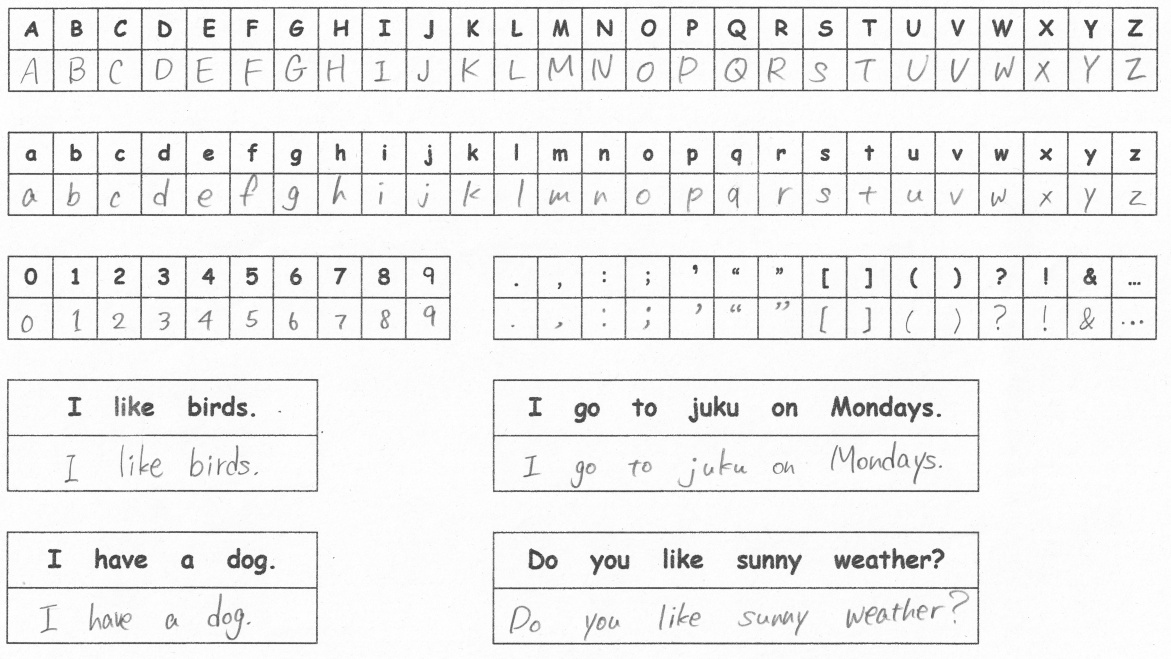 A B C D E F G H I J K L M N O P Q R S T U V W X Y Z
A B C D E F G H I J K L M N O P Q R S T U V W X Y Z
a b c d e f g h i j k l m n o p q r s t u v w x y z
a b c d e f g h i j k l m n o p q r s t u v w x y z
0 1 2 3 4 5 6 7 8 9
0 1 2 3 4 5 6 7 8 9
. , : ; ’ “ ” [ ] ( ) ? ! & …
. , : ; ’ “ ” [ ] ( ) ? ! & …
I like birds.
I like birds.
I go to juku on Mondays.
I go to juku on Mondays.
I have a dog.
I have a dog.
Do you like sunny weather?
Do you like sunny weather?